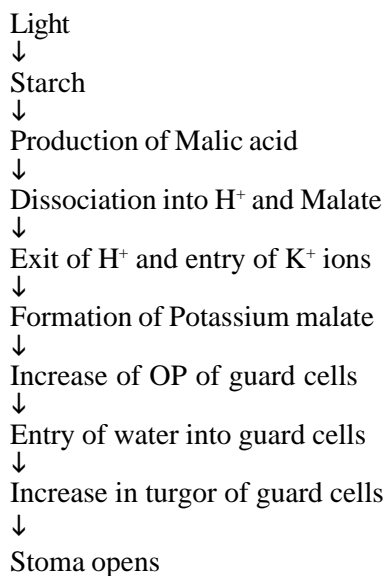 Light
↓
Starch
↓
Production of Malic acid
↓
Dissociation into H⁺ and Malate
↓
Exit of H⁺ and entry of K⁺ ions
↓
Formation of Potassium malate
↓
Increase of OP of guard cells
↓
Entry of water into guard cells
↓
Increase in turgor of guard cells
↓
Stoma opens